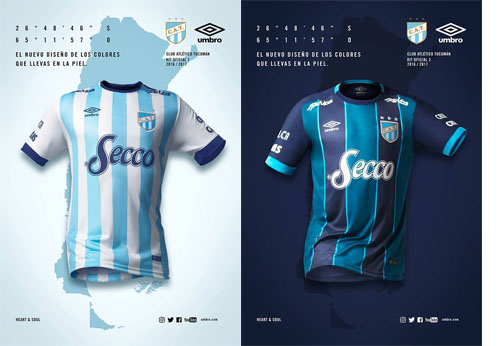 26°48'46" S
65°11'57" O
EL NUEVO DISEÑO DE LOS COLORES
QUE LLEVAS EN LA PIEL.
C.A.T.
umbro
CLUB ATLÉTICO TUCUMÁN
KIT OFICIAL 1
2016 / 2017
umbro
C.A.T.
Secco
HEART & SOUL
YouTube
umbro.com
26°48'46" S
65°11'57" O
EL NUEVO DISEÑO DE LOS COLORES
QUE LLEVAS EN LA PIEL.
C.A.T.
umbro
CLUB ATLÉTICO TUCUMÁN
KIT OFICIAL 2
2016 / 2017
umbro
C.A.T.
Secco
HEART & SOUL
YouTube
umbro.com